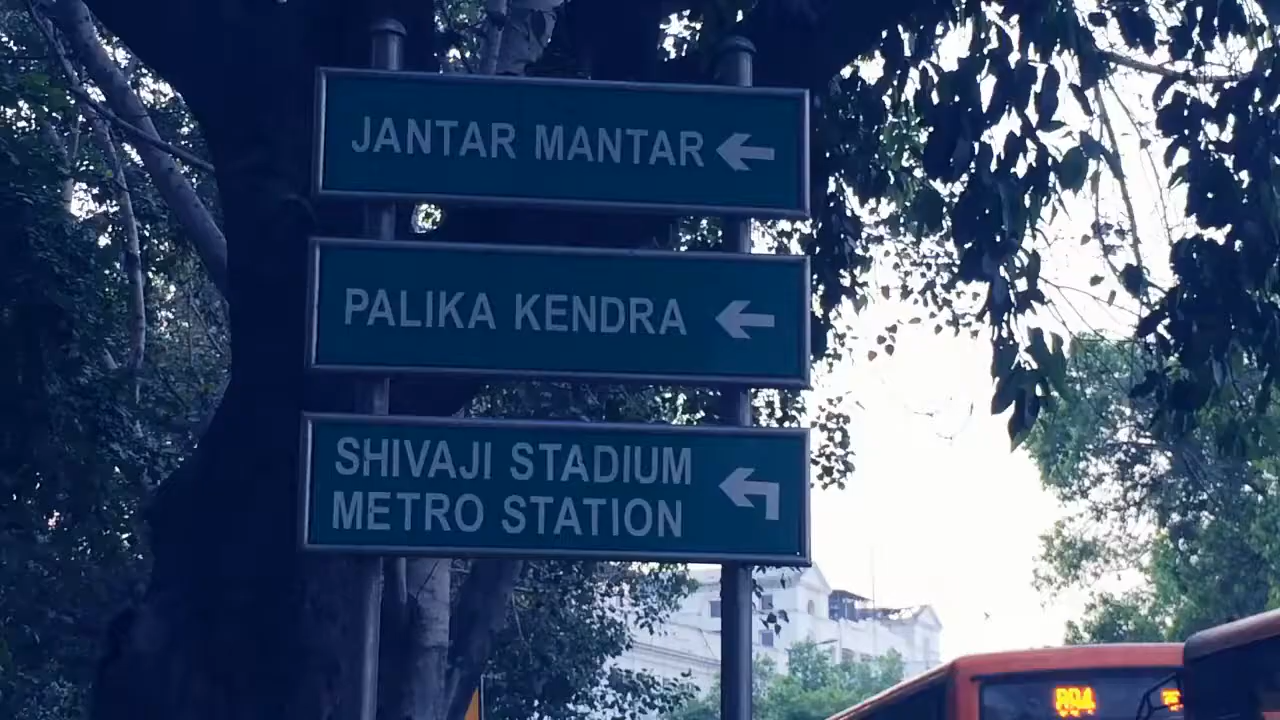 JANTAR MANTAR
PALIKA KENDRA
SHIVAJI STADIUM
METRO STATION